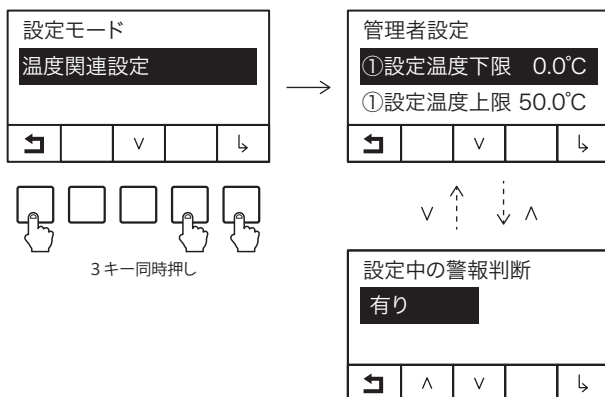 設定モード
温度関連設定
∨
3キー同時押し
管理者設定
①設定温度下限 0.0℃
①設定温度上限 50.0℃
∨
∨ ∧
設定中の警報判断
有り
∧ ∨